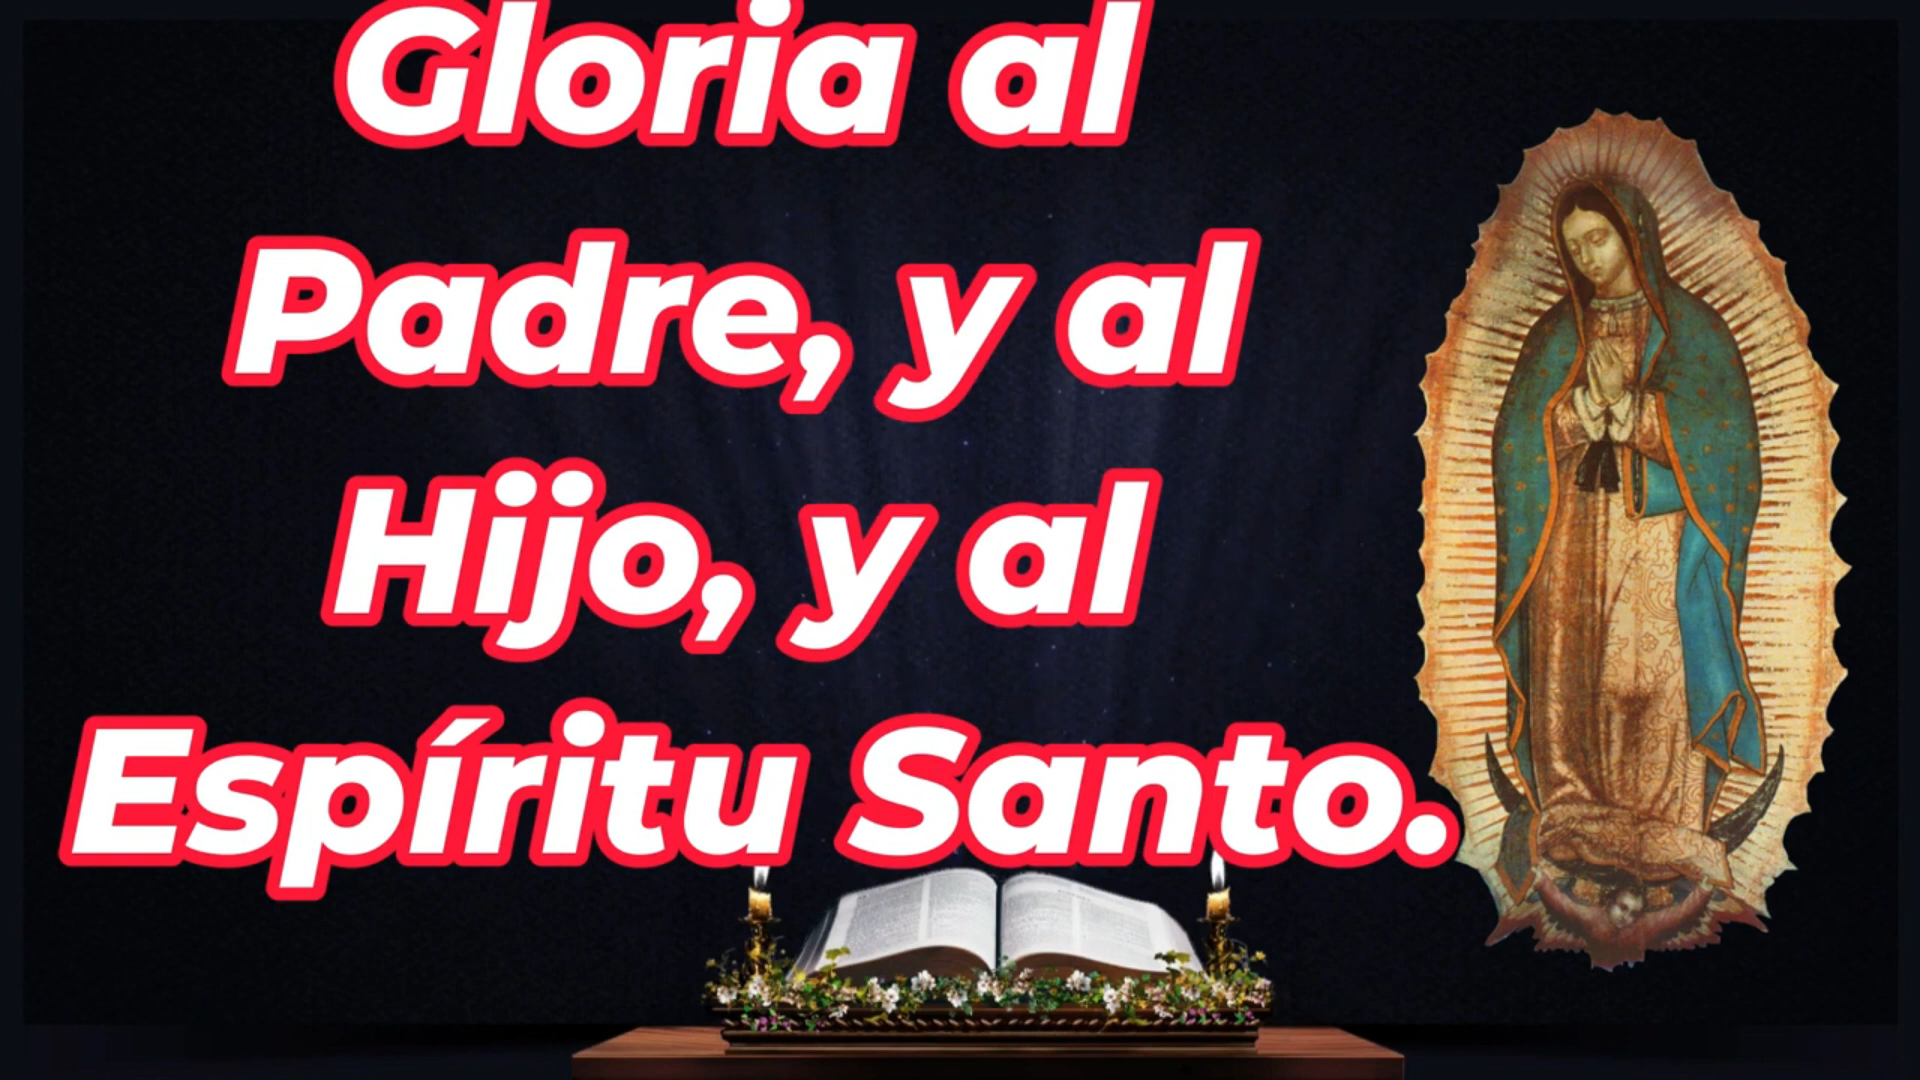 Gloria al
Padre, y al
Hijo, y al
Espíritu Santo.